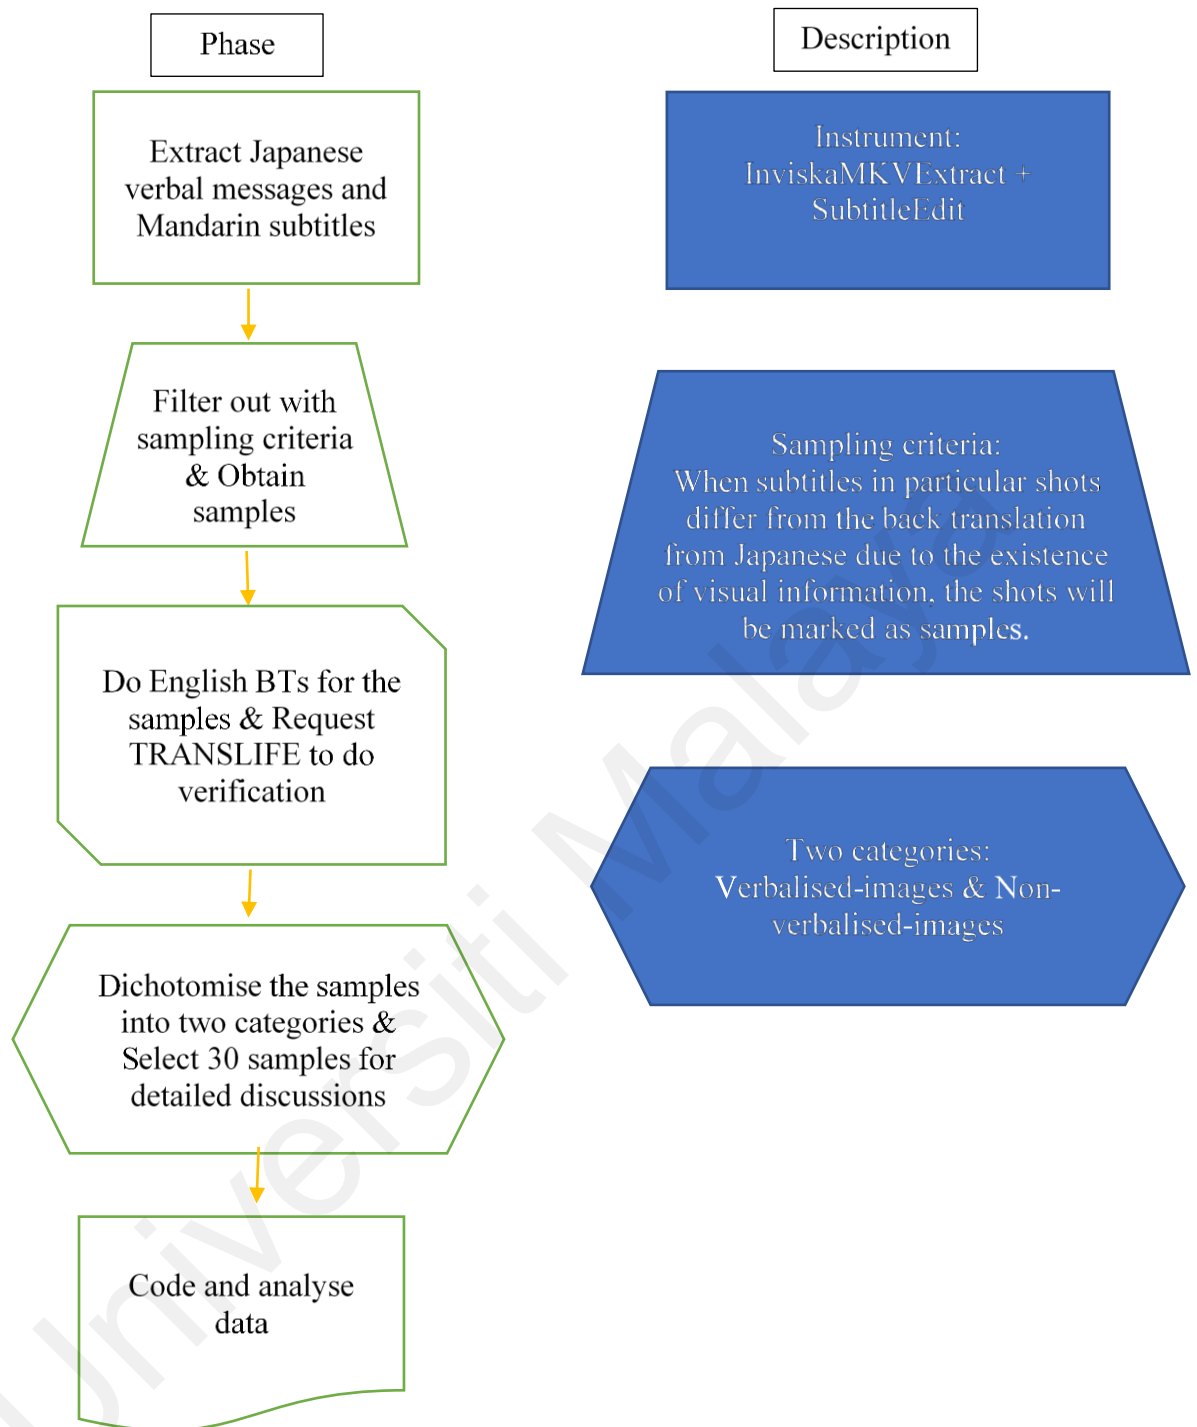 Phase
Description
Extract Japanese
verbal messages and
Mandarin subtitles
Instrument:
InviskaMKVExtract +
SubtitleEdit
Filter out with
sampling criteria
& Obtain
samples
Sampling criteria:
When subtitles in particular shots
differ from the back translation
from Japanese due to the existence
of visual information, the shots will
be marked as samples.
Do English BTs for the
samples & Request
TRANSLIFE to do
verification
Two categories:
Verbalised-images & Non-
verbalised-images
Dichotomise the samples
into two categories &
Select 30 samples for
detailed discussions
Code and analyse
data
Universiti Malaya